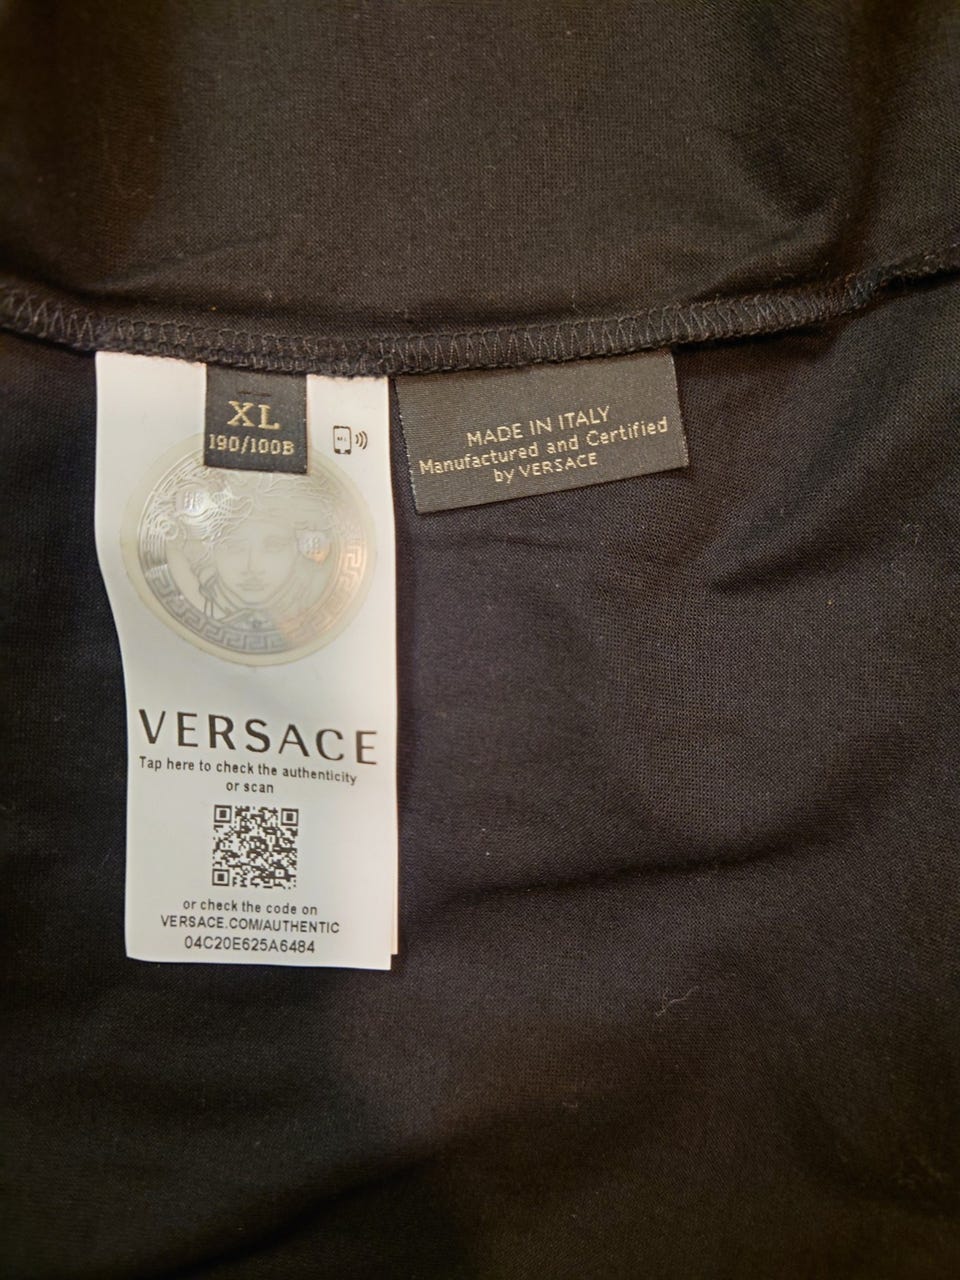 XL
190/100B
MADE IN ITALY
Manufactured and Certified
by VERSACE
VERSACE
Tap here to check the authenticity
or scan
or check the code on
VERSACE.COM/AUTHENTIC
04C20E625A6484